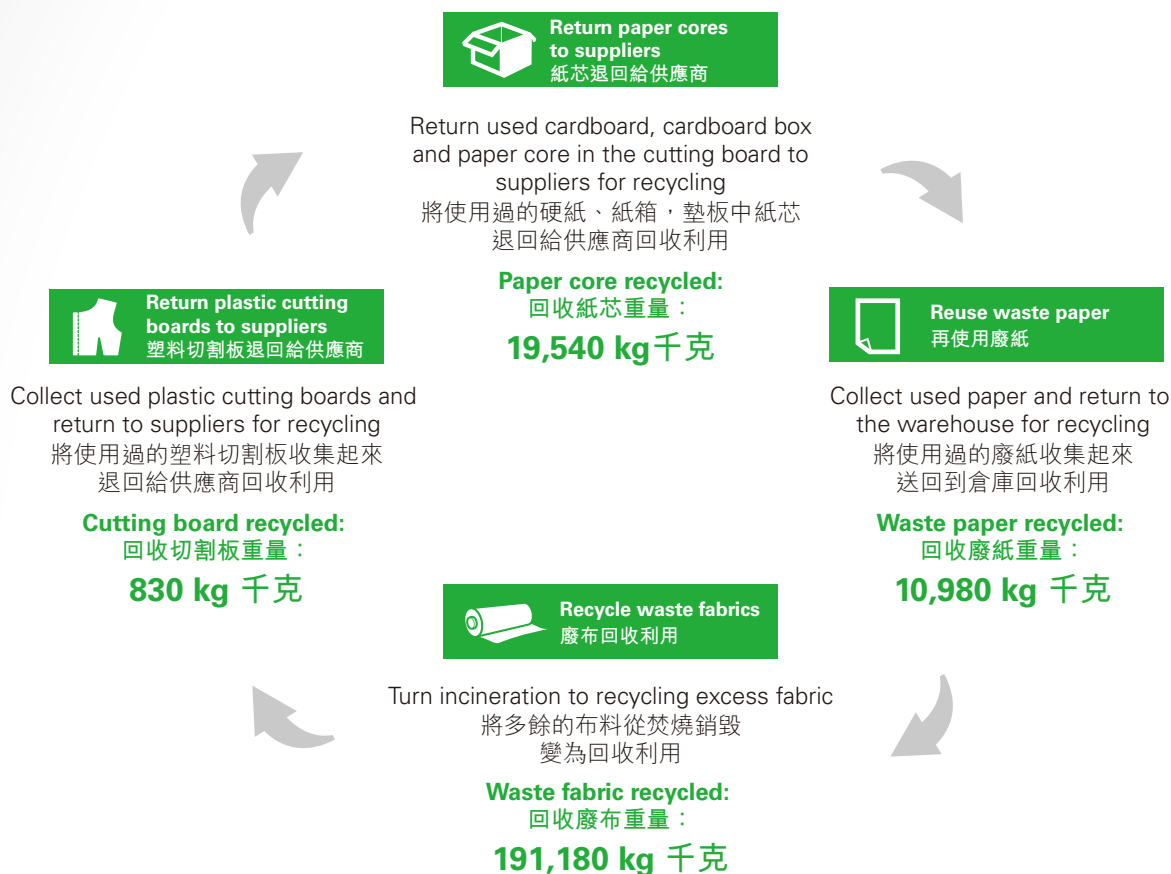 Return paper cores
to suppliers
紙芯退回給供應商
Return used cardboard, cardboard box
and paper core in the cutting board to
suppliers for recycling
將使用過的硬紙、紙箱，墊板中紙芯
退回給供應商回收利用
Paper core recycled:
回收紙芯重量：
19,540 kg千克
Return plastic cutting
boards to suppliers
塑料切割板退回給供應商
Collect used plastic cutting boards and
return to suppliers for recycling
將使用過的塑料切割板收集起來
退回給供應商回收利用
Cutting board recycled:
回收切割板重量：
830 kg 千克
Reuse waste paper
再使用廢紙
Collect used paper and return to
the warehouse for recycling
將使用過的廢紙收集起來
送回到倉庫回收利用
Waste paper recycled:
回收廢紙重量：
10,980 kg 千克
Recycle waste fabrics
廢布回收利用
Turn incineration to recycling excess fabric
將多餘的布料從焚燒銷毀
變為回收利用
Waste fabric recycled:
回收廢布重量：
191,180 kg 千克